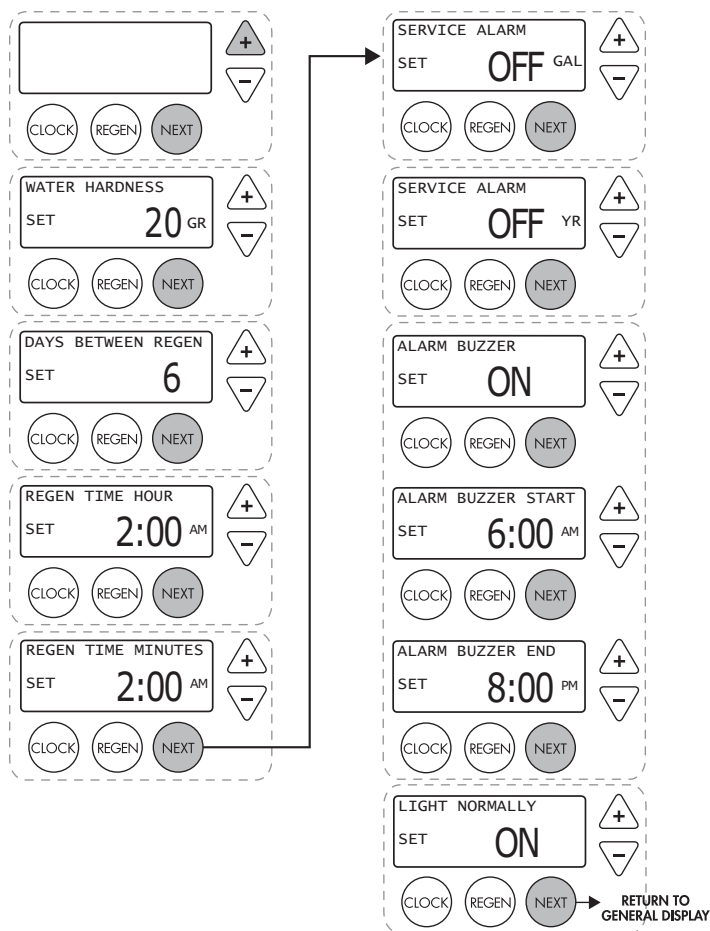 +
−
CLOCK REGEN NEXT
WATER HARDNESS
SET 20 GR
+
−
CLOCK REGEN NEXT
DAYS BETWEEN REGEN
SET 6
+
−
CLOCK REGEN NEXT
REGEN TIME HOUR
SET 2:00 AM
+
−
CLOCK REGEN NEXT
REGEN TIME MINUTES
SET 2:00 AM
+
−
CLOCK REGEN NEXT
SERVICE ALARM
SET OFF GAL
+
−
CLOCK REGEN NEXT
SERVICE ALARM
SET OFF YR
+
−
CLOCK REGEN NEXT
ALARM BUZZER
SET ON
+
−
CLOCK REGEN NEXT
ALARM BUZZER START
SET 6:00 AM
+
−
CLOCK REGEN NEXT
ALARM BUZZER END
SET 8:00 PM
+
−
CLOCK REGEN NEXT
LIGHT NORMALLY
SET ON
+
−
CLOCK REGEN NEXT
RETURN TO
GENERAL DISPLAY